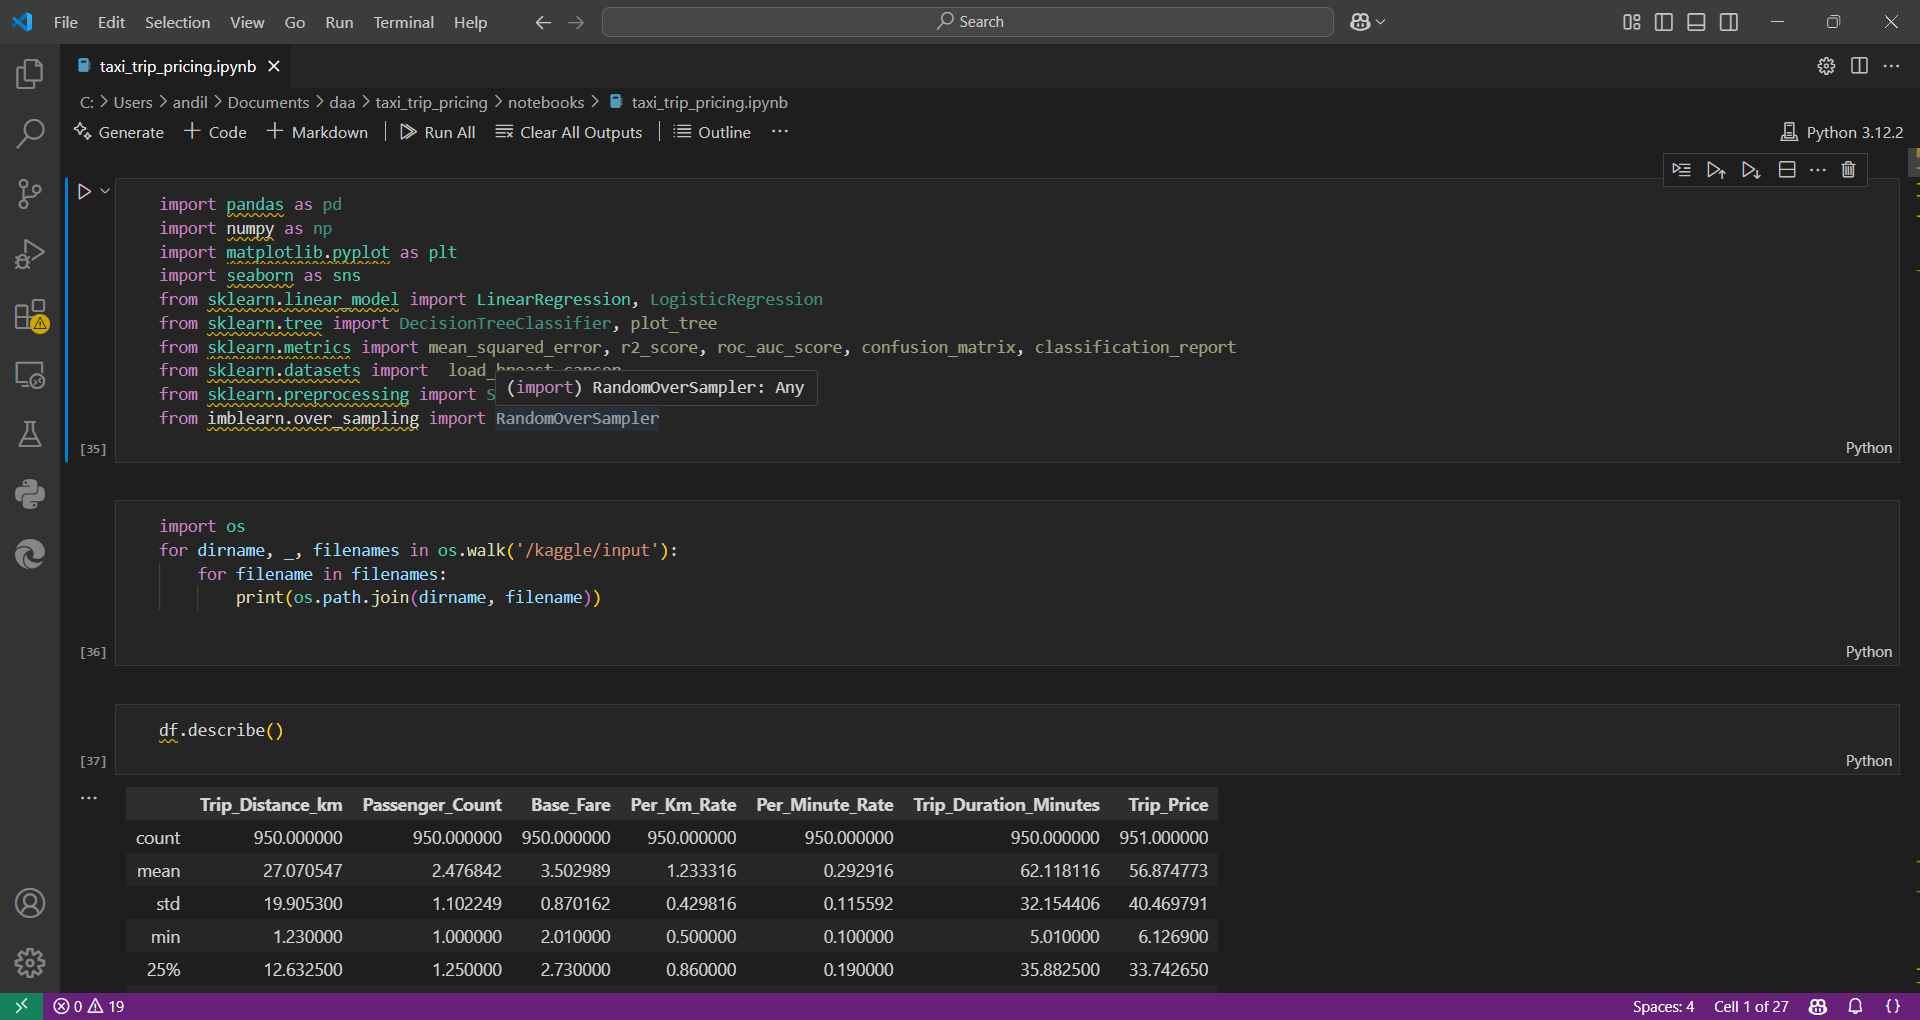 File Edit Selection View Go Run Terminal Help Search
taxi_trip_pricing.ipynb
C: > Users > andil > Documents > daa > taxi_trip_pricing > notebooks > taxi_trip_pricing.ipynb
Generate + Code + Markdown Run All Clear All Outputs Outline ... Python 3.12.2
import pandas as pd
import numpy as np
import matplotlib.pyplot as plt
import seaborn as sns
from sklearn.linear_model import LinearRegression, LogisticRegression
from sklearn.tree import DecisionTreeClassifier, plot_tree
from sklearn.metrics import mean_squared_error, r2_score, roc_auc_score, confusion_matrix, classification_report
from sklearn.datasets import load_breast_cancer
(import) RandomOverSampler: Any
from sklearn.preprocessing import S
from imblearn.over_sampling import RandomOverSampler
[35] Python
import os
for dirname, _, filenames in os.walk('/kaggle/input'):
for filename in filenames:
print(os.path.join(dirname, filename))
[36] Python
df.describe()
[37] Python
...
Trip_Distance_km Passenger_Count Base_Fare Per_Km_Rate Per_Minute_Rate Trip_Duration_Minutes Trip_Price
count 950.000000 950.000000 950.000000 950.000000 950.000000 950.000000 951.000000
mean 27.070547 2.476842 3.502989 1.233316 0.292916 62.118116 56.874773
std 19.905300 1.102249 0.870162 0.429816 0.115592 32.154406 40.469791
min 1.230000 1.000000 2.010000 0.500000 0.100000 5.010000 6.126900
25% 12.632500 1.250000 2.730000 0.860000 0.190000 35.882500 33.742650
0 19 Spaces: 4 Cell 1 of 27 {}